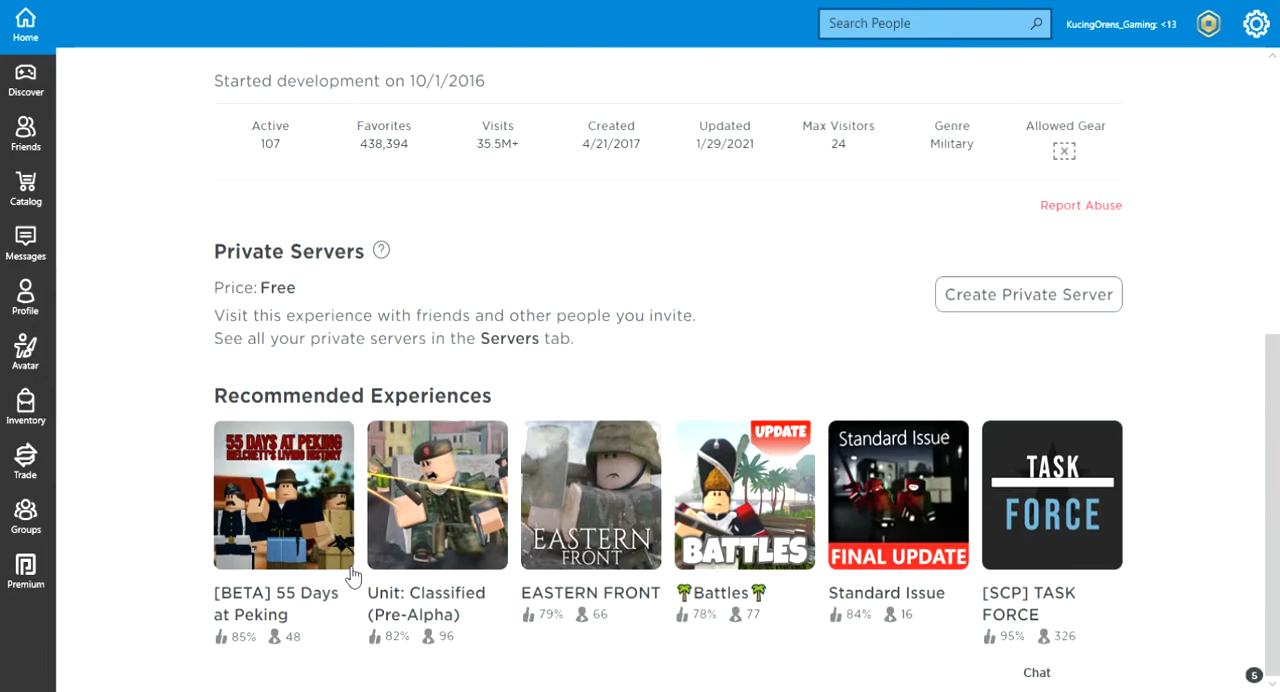 Home
Search People
KucingOrens_Gaming: <13
Discover
Friends
Catalog
Messages
Profile
Avatar
Inventory
Trade
Groups
Premium
Started development on 10/1/2016
Active
107
Favorites
438,394
Visits
35.5M+
Created
4/21/2017
Updated
1/29/2021
Max Visitors
24
Genre
Military
Allowed Gear
Report Abuse
Private Servers ?
Price: Free
Create Private Server
Visit this experience with friends and other people you invite.
See all your private servers in the Servers tab.
Recommended Experiences
55 DAYS AT PEKING
MELCHETT'S LIVING HISTORY
[BETA] 55 Days
at Peking
85% 48
Unit: Classified
(Pre-Alpha)
82% 96
EASTERN
FRONT
EASTERN FRONT
79% 66
UPDATE
BATTLES
🌴Battles🌴
78% 77
Standard Issue
FINAL UPDATE
Standard Issue
84% 16
TASK
FORCE
[SCP] TASK
FORCE
95% 326
Chat
5